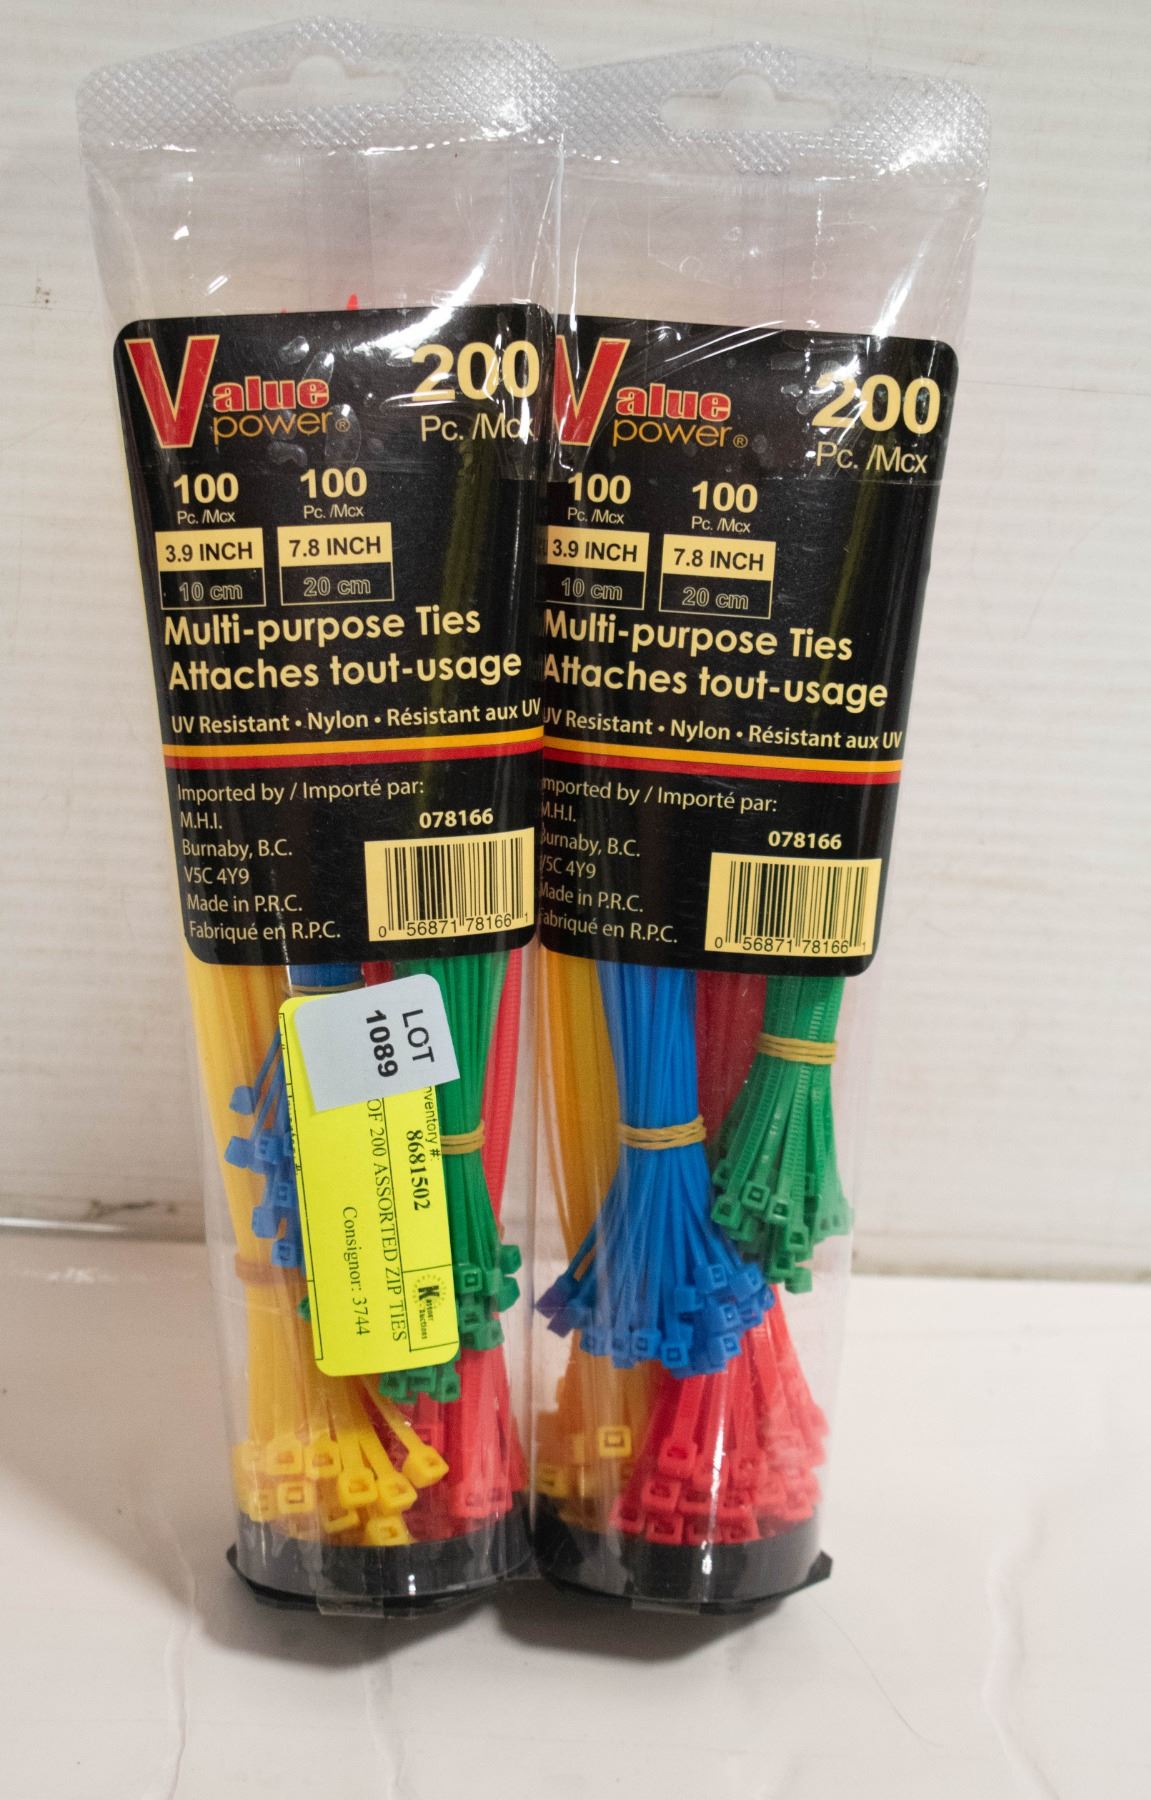 Value
power®
200
Pc. /Mcx
100
Pc. /Mcx
100
Pc. /Mcx
3.9 INCH
7.8 INCH
10 cm
20 cm
Multi-purpose Ties
Attaches tout-usage
UV Resistant • Nylon • Résistant aux UV
Imported by / Importé par:
M.H.I.
Burnaby, B.C.
V5C 4Y9
Made in P.R.C.
Fabriqué en R.P.C.
078166
0 56871 78166 1
LOT
1089
Inventory #:
8681502
OF 200 ASSORTED ZIP TIES
Consignor: 3744
Value
power®
200
Pc. /Mcx
100
Pc. /Mcx
100
Pc. /Mcx
3.9 INCH
7.8 INCH
10 cm
20 cm
Multi-purpose Ties
Attaches tout-usage
UV Resistant • Nylon • Résistant aux UV
Imported by / Importé par:
M.H.I.
Burnaby, B.C.
V5C 4Y9
Made in P.R.C.
Fabriqué en R.P.C.
078166
0 56871 78166 1